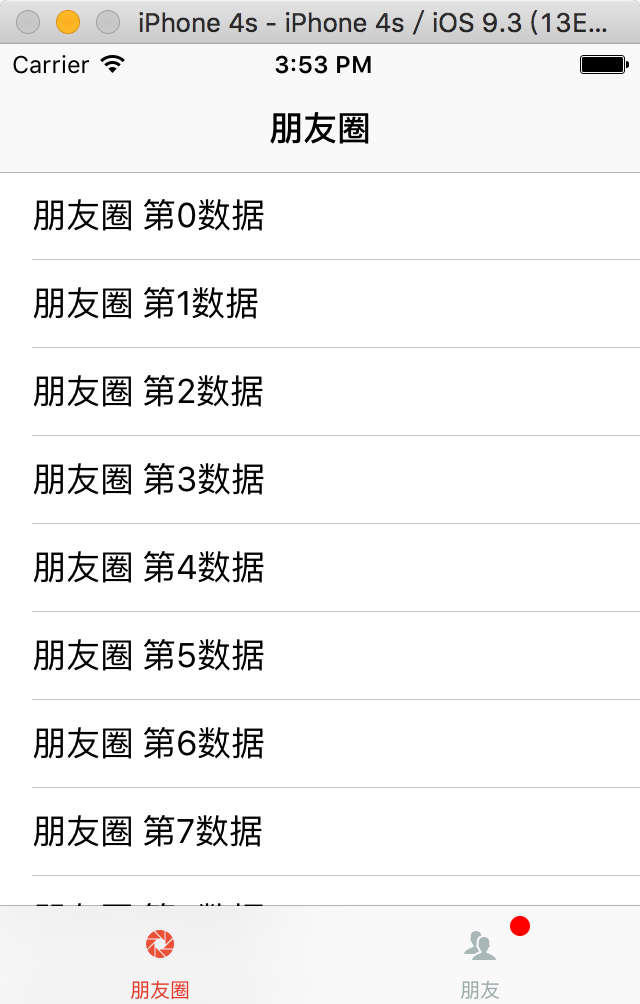 iPhone 4s - iPhone 4s / iOS 9.3 (13E...
Carrier 3:53 PM
朋友圈
朋友圈 第0数据
朋友圈 第1数据
朋友圈 第2数据
朋友圈 第3数据
朋友圈 第4数据
朋友圈 第5数据
朋友圈 第6数据
朋友圈 第7数据
朋友圈 朋友